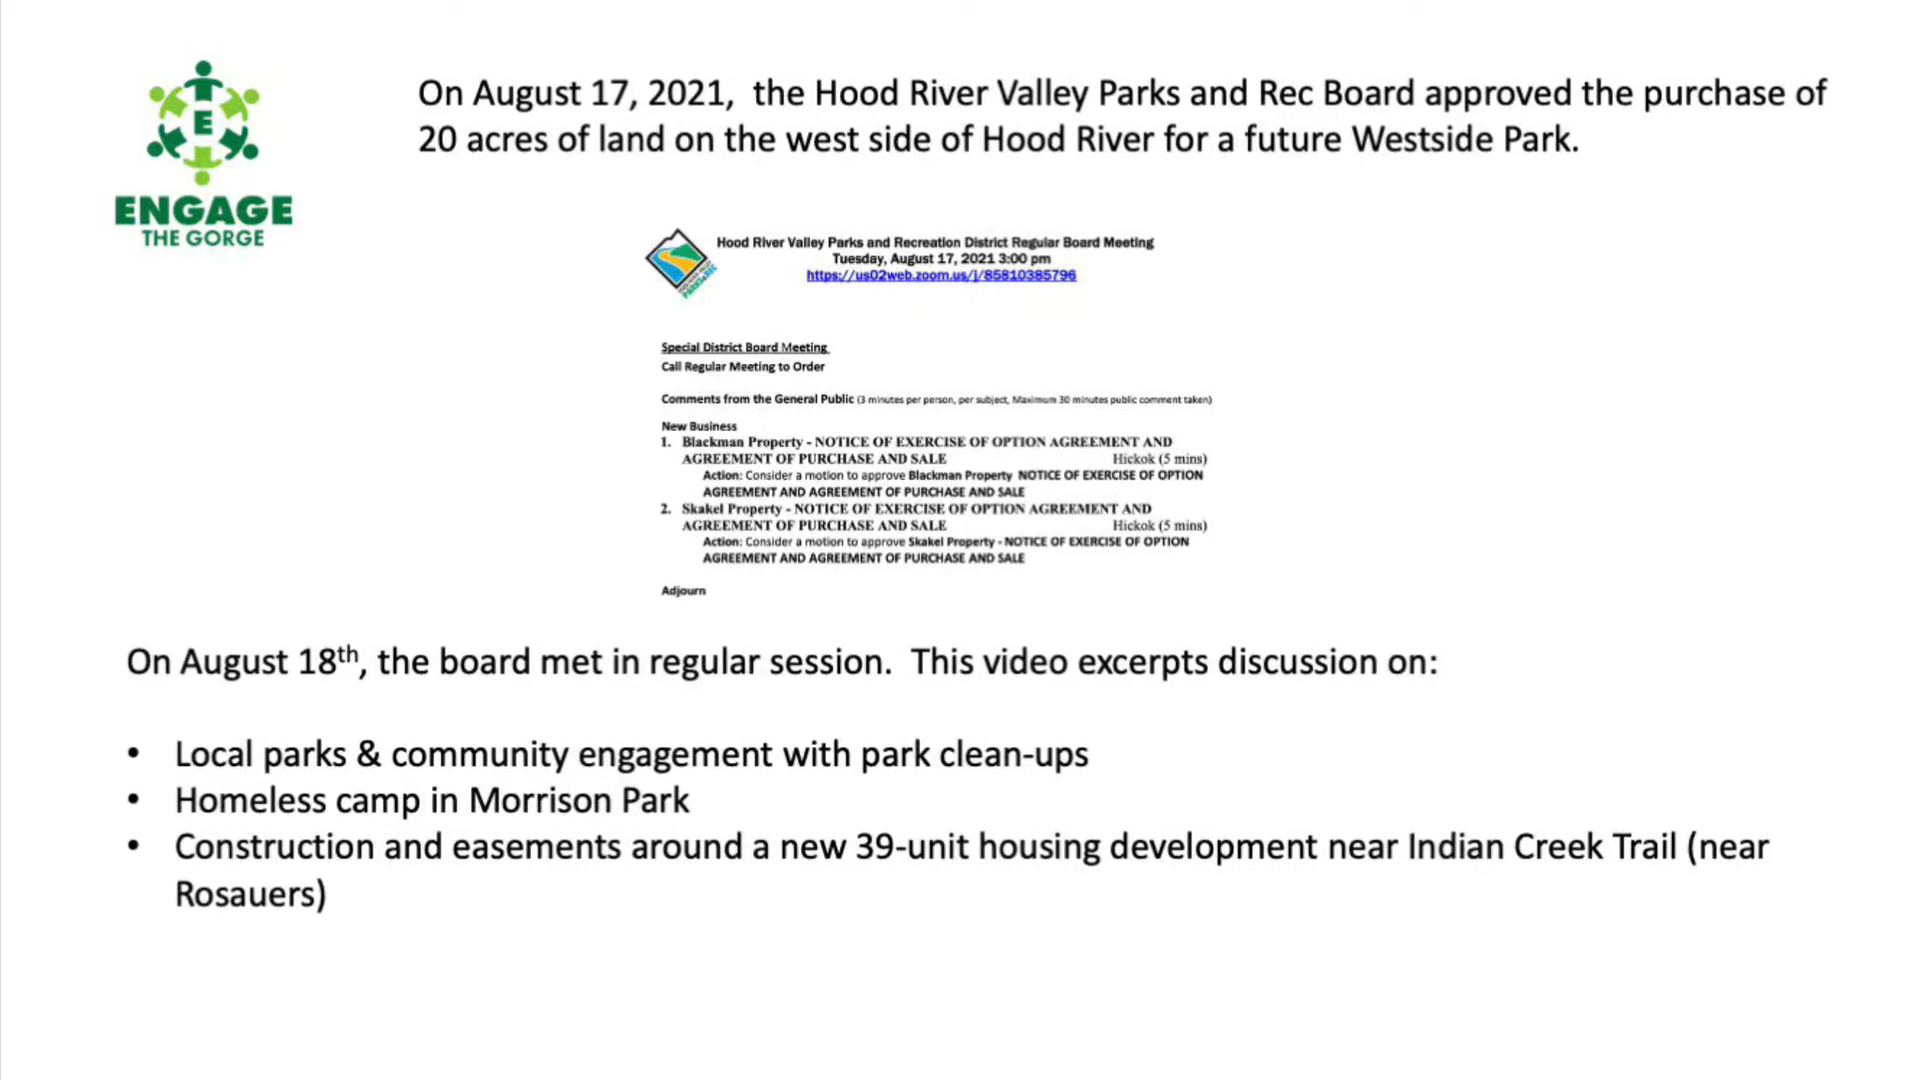 E
ENGAGE
THE GORGE
On August 17, 2021, the Hood River Valley Parks and Rec Board approved the purchase of
20 acres of land on the west side of Hood River for a future Westside Park.
Hood River Valley Parks and Recreation District Regular Board Meeting
Tuesday, August 17, 2021 3:00 pm
https://us02web.zoom.us/j/85810385796
Special District Board Meeting
Call Regular Meeting to Order
Comments from the General Public (3 minutes per person, per subject, Maximum 30 minutes public comment taken)
New Business
1. Blackman Property - NOTICE OF EXERCISE OF OPTION AGREEMENT AND
AGREEMENT OF PURCHASE AND SALE Hickok (5 mins)
Action: Consider a motion to approve Blackman Property NOTICE OF EXERCISE OF OPTION
AGREEMENT AND AGREEMENT OF PURCHASE AND SALE
2. Skakel Property - NOTICE OF EXERCISE OF OPTION AGREEMENT AND
AGREEMENT OF PURCHASE AND SALE Hickok (5 mins)
Action: Consider a motion to approve Skakel Property - NOTICE OF EXERCISE OF OPTION
AGREEMENT AND AGREEMENT OF PURCHASE AND SALE
Adjourn
On August 18th, the board met in regular session. This video excerpts discussion on:
• Local parks & community engagement with park clean-ups
• Homeless camp in Morrison Park
• Construction and easements around a new 39-unit housing development near Indian Creek Trail (near
Rosauers)